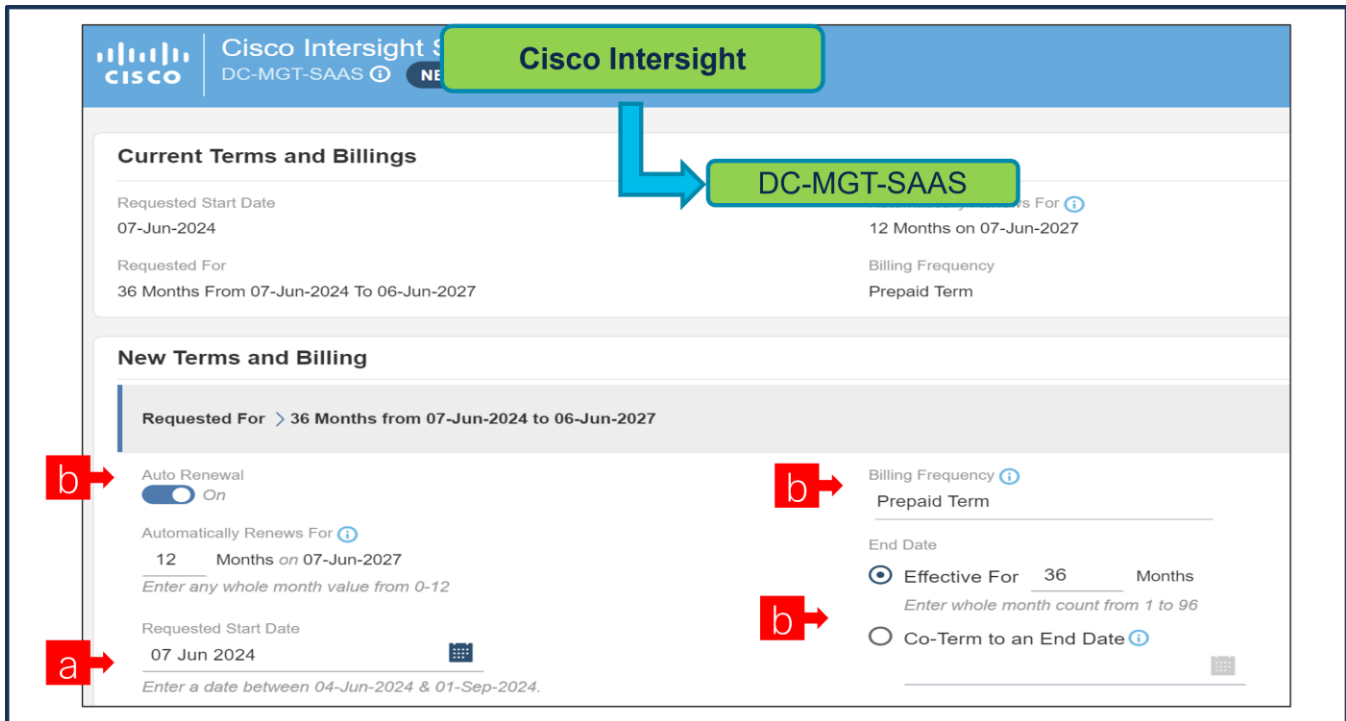 Cisco Intersight S
Cisco Intersight
CISCO
DC-MGT-SAAS
NE
DC-MGT-SAAS
Current Terms and Billings
Requested Start Date
07-Jun-2024
vs For
12 Months on 07-Jun-2027
Requested For
36 Months From 07-Jun-2024 To 06-Jun-2027
Billing Frequency
Prepaid Term
New Terms and Billing
Requested For > 36 Months from 07-Jun-2024 to 06-Jun-2027
b
Auto Renewal
On
Automatically Renews For
12 Months on 07-Jun-2027
Enter any whole month value from 0-12
a
Requested Start Date
07 Jun 2024
Enter a date between 04-Jun-2024 & 01-Sep-2024.
b
Billing Frequency
Prepaid Term
End Date
Effective For 36 Months
Enter whole month count from 1 to 96
b
Co-Term to an End Date